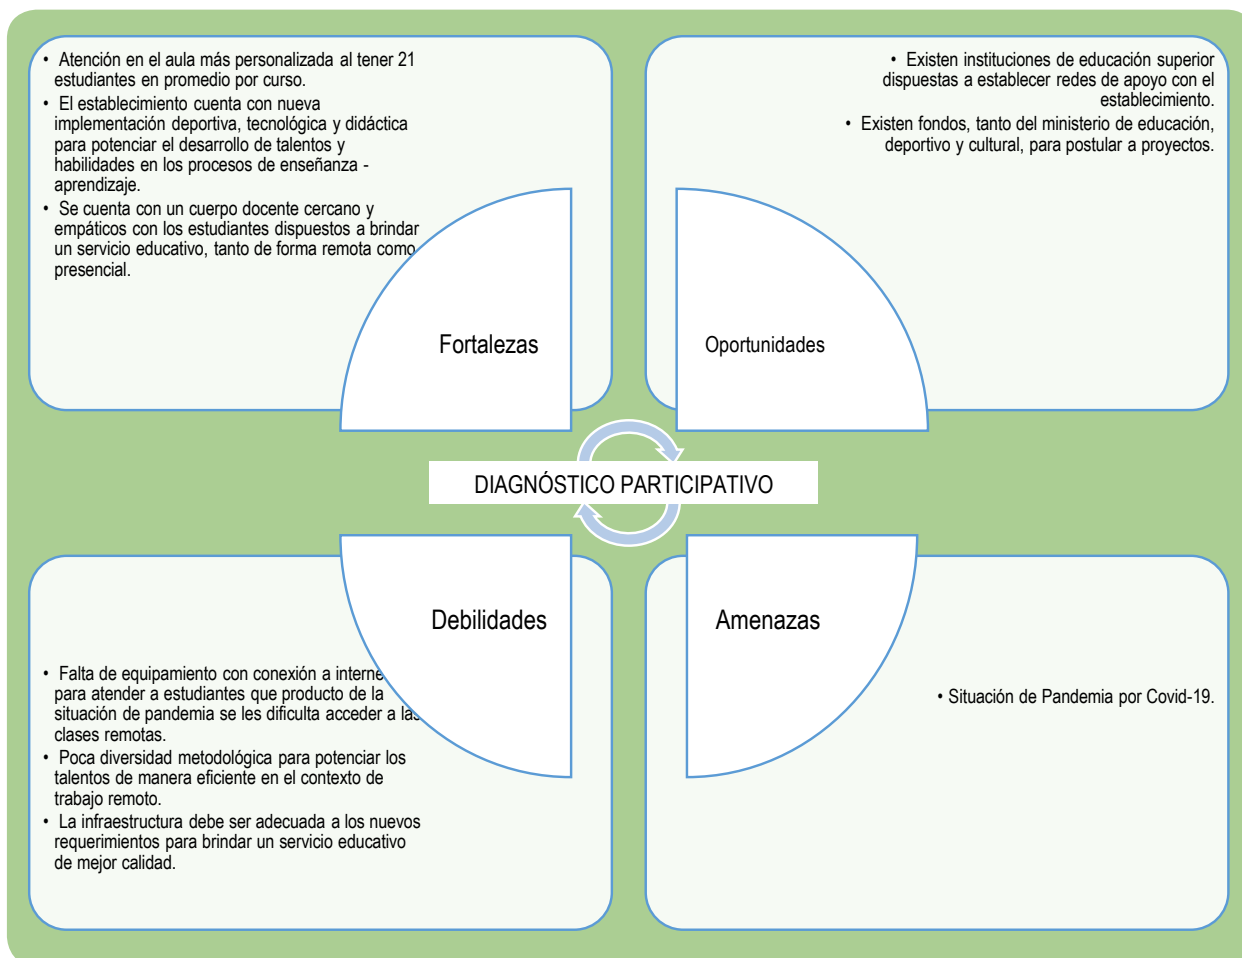 • Atención en el aula más personalizada al tener 21
estudiantes en promedio por curso.
• El establecimiento cuenta con nueva
implementación deportiva, tecnológica y didáctica
para potenciar el desarrollo de talentos y
habilidades en los procesos de enseñanza -
aprendizaje.
• Se cuenta con un cuerpo docente cercano y
empáticos con los estudiantes dispuestos a brindar
un servicio educativo, tanto de forma remota como
presencial.
Fortalezas
• Existen instituciones de educación superior
dispuestas a establecer redes de apoyo con el
establecimiento.
• Existen fondos, tanto del ministerio de educación,
deportivo y cultural, para postular a proyectos.
Oportunidades
DIAGNÓSTICO PARTICIPATIVO
Debilidades
• Falta de equipamiento con conexión a interne
para atender a estudiantes que producto de la
situación de pandemia se les dificulta acceder a las
clases remotas.
• Poca diversidad metodológica para potenciar los
talentos de manera eficiente en el contexto de
trabajo remoto.
• La infraestructura debe ser adecuada a los nuevos
requerimientos para brindar un servicio educativo
de mejor calidad.
Amenazas
• Situación de Pandemia por Covid-19.